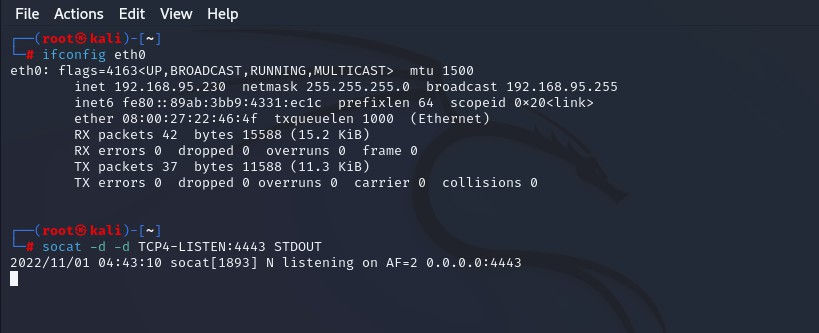 File Actions Edit View Help
┌──(root㉿kali)-[~]
└─# ifconfig eth0
eth0: flags=4163<UP,BROADCAST,RUNNING,MULTICAST>  mtu 1500
        inet 192.168.95.230  netmask 255.255.255.0  broadcast 192.168.95.255
        inet6 fe80::89ab:3bb9:4331:ec1c  prefixlen 64  scopeid 0×20<link>
        ether 08:00:27:22:46:4f  txqueuelen 1000  (Ethernet)
        RX packets 42  bytes 15588 (15.2 KiB)
        RX errors 0  dropped 0  overruns 0  frame 0
        TX packets 37  bytes 11588 (11.3 KiB)
        TX errors 0  dropped 0 overruns 0  carrier 0  collisions 0
┌──(root㉿kali)-[~]
└─# socat -d -d TCP4-LISTEN:4443 STDOUT
2022/11/01 04:43:10 socat[1893] N listening on AF=2 0.0.0.0:4443